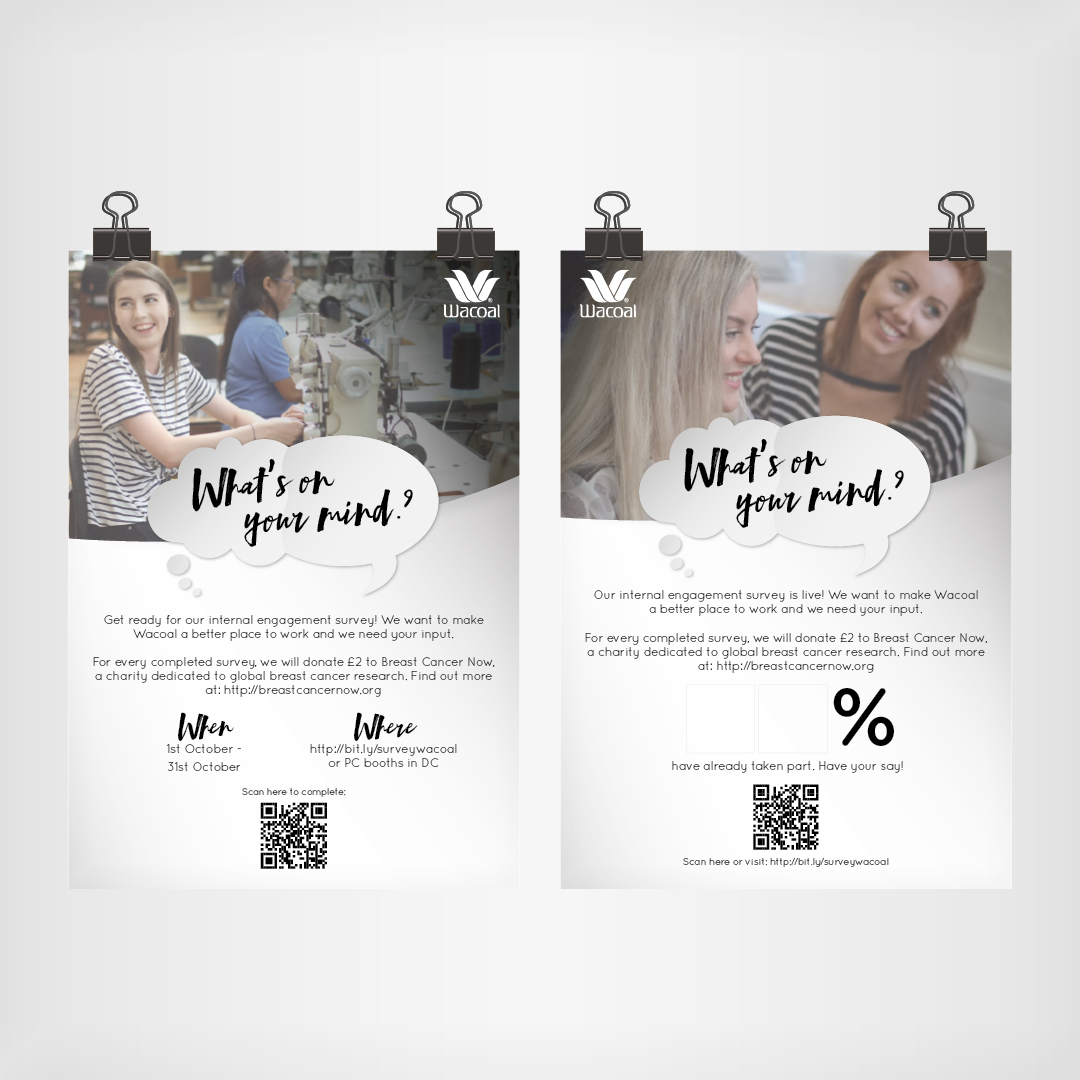 Wacoal
What's on
your mind?
Get ready for our internal engagement survey! We want to make
Wacoal a better place to work and we need your input.
For every completed survey, we will donate £2 to Breast Cancer Now,
a charity dedicated to global breast cancer research. Find out more
at: http://breastcancernow.org
When
1st October -
31st October
Where
http://bit.ly/surveywacoal
or PC booths in DC
Scan here to complete:
Wacoal
What's on
your mind?
Our internal engagement survey is live! We want to make Wacoal
a better place to work and we need your input.
For every completed survey, we will donate £2 to Breast Cancer Now,
a charity dedicated to global breast cancer research. Find out more
at: http://breastcancernow.org
%
have already taken part. Have your say!
Scan here or visit: http://bit.ly/surveywacoal